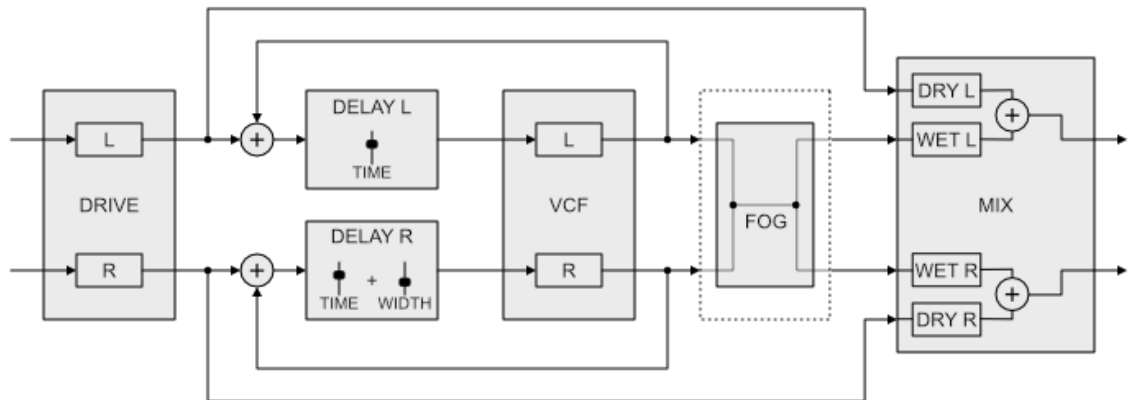 DRIVE
L
R
+
+
DELAY L
TIME
DELAY R
TIME + WIDTH
VCF
L
R
FOG
MIX
DRY L
WET L
+
WET R
DRY R
+